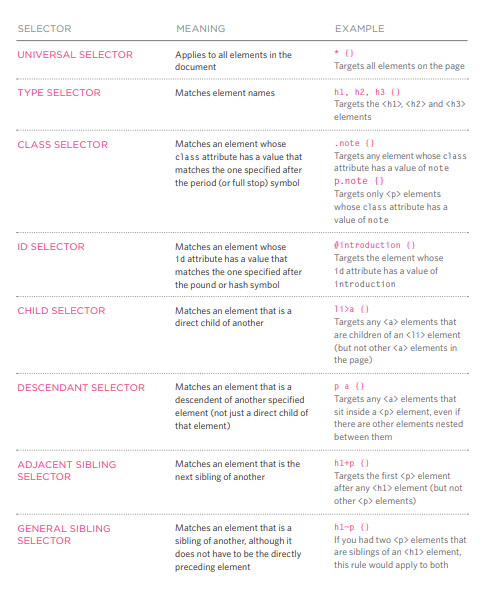 SELECTOR MEANING EXAMPLE
UNIVERSAL SELECTOR
Applies to all elements in the
document
* {}
Targets all elements on the page
TYPE SELECTOR
Matches element names
h1, h2, h3 {}
Targets the <h1>, <h2> and <h3>
elements
CLASS SELECTOR
Matches an element whose
class attribute has a value that
matches the one specified after
the period (or full stop) symbol
.note {}
Targets any element whose class
attribute has a value of note
p.note {}
Targets only <p> elements
whose class attribute has a
value of note
ID SELECTOR
Matches an element whose
id attribute has a value that
matches the one specified after
the pound or hash symbol
#introduction {}
Targets the element whose
id attribute has a value of
introduction
CHILD SELECTOR
Matches an element that is a
direct child of another
li>a {}
Targets any <a> elements that
are children of an <li> element
(but not other <a> elements in
the page)
DESCENDANT SELECTOR
Matches an element that is a
descendent of another specified
element (not just a direct child of
that element)
p a {}
Targets any <a> elements that
sit inside a <p> element, even if
there are other elements nested
between them
ADJACENT SIBLING
SELECTOR
Matches an element that is the
next sibling of another
h1+p {}
Targets the first <p> element
after any <h1> element (but not
other <p> elements)
GENERAL SIBLING
SELECTOR
Matches an element that is a
sibling of another, although it
does not have to be the directly
preceding element
h1~p {}
If you had two <p> elements that
are siblings of an <h1> element,
this rule would apply to both